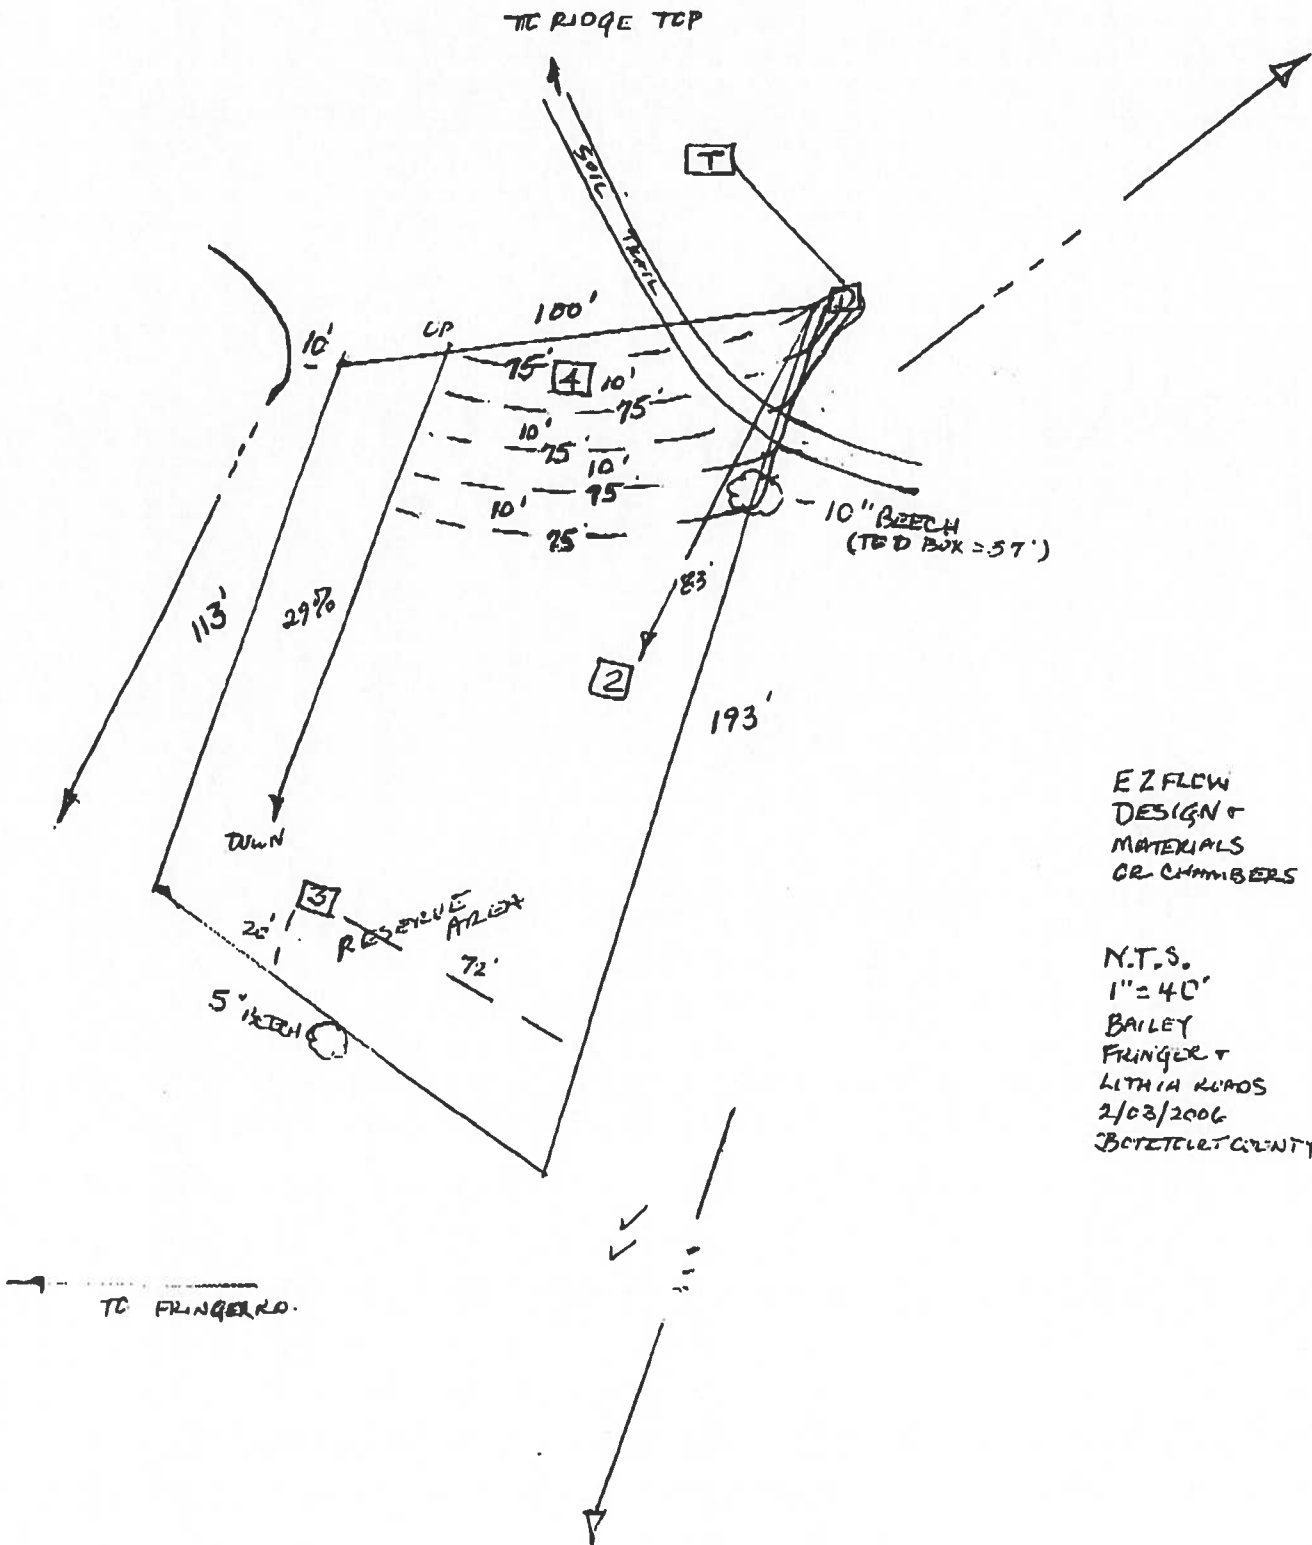 TO RIDGE TOP
T
SOIL TRAIL
1
100'
10'
UP
75'
4
10'
75'
10'
75'
10'
75'
10'
75'
10" BEECH
(TO D BOX = 57')
83'
113'
29%
2
193'
DOWN
3
RESERVE
AREA
20'
72'
5" BEECH
EZ FLOW
DESIGN &
MATERIALS
OR CHAMBERS
N.T.S.
1" = 40'
BAILEY
FRINGER &
LITHIA ROADS
2/03/2006
BOTETOURT COUNTY
TO FRINGER RD.